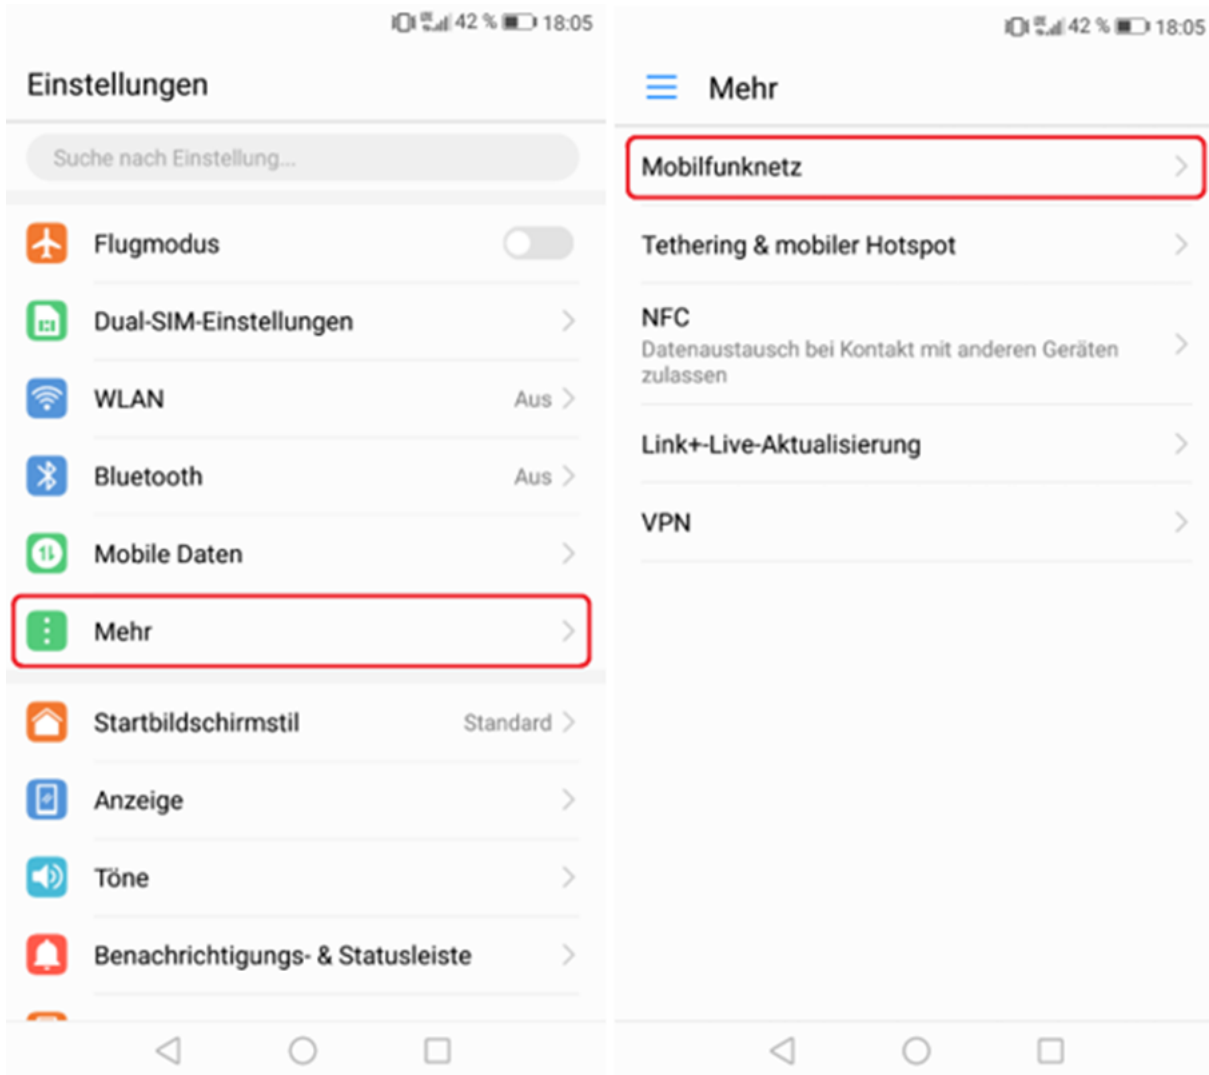 42 % 18:05
Einstellungen
Suche nach Einstellung...
Flugmodus
Dual-SIM-Einstellungen
WLAN Aus
Bluetooth Aus
Mobile Daten
Mehr
Startbildschirmstil Standard
Anzeige
Töne
Benachrichtigungs- & Statusleiste
42 % 18:05
Mehr
Mobilfunknetz
Tethering & mobiler Hotspot
NFC
Datenaustausch bei Kontakt mit anderen Geräten
zulassen
Link+-Live-Aktualisierung
VPN